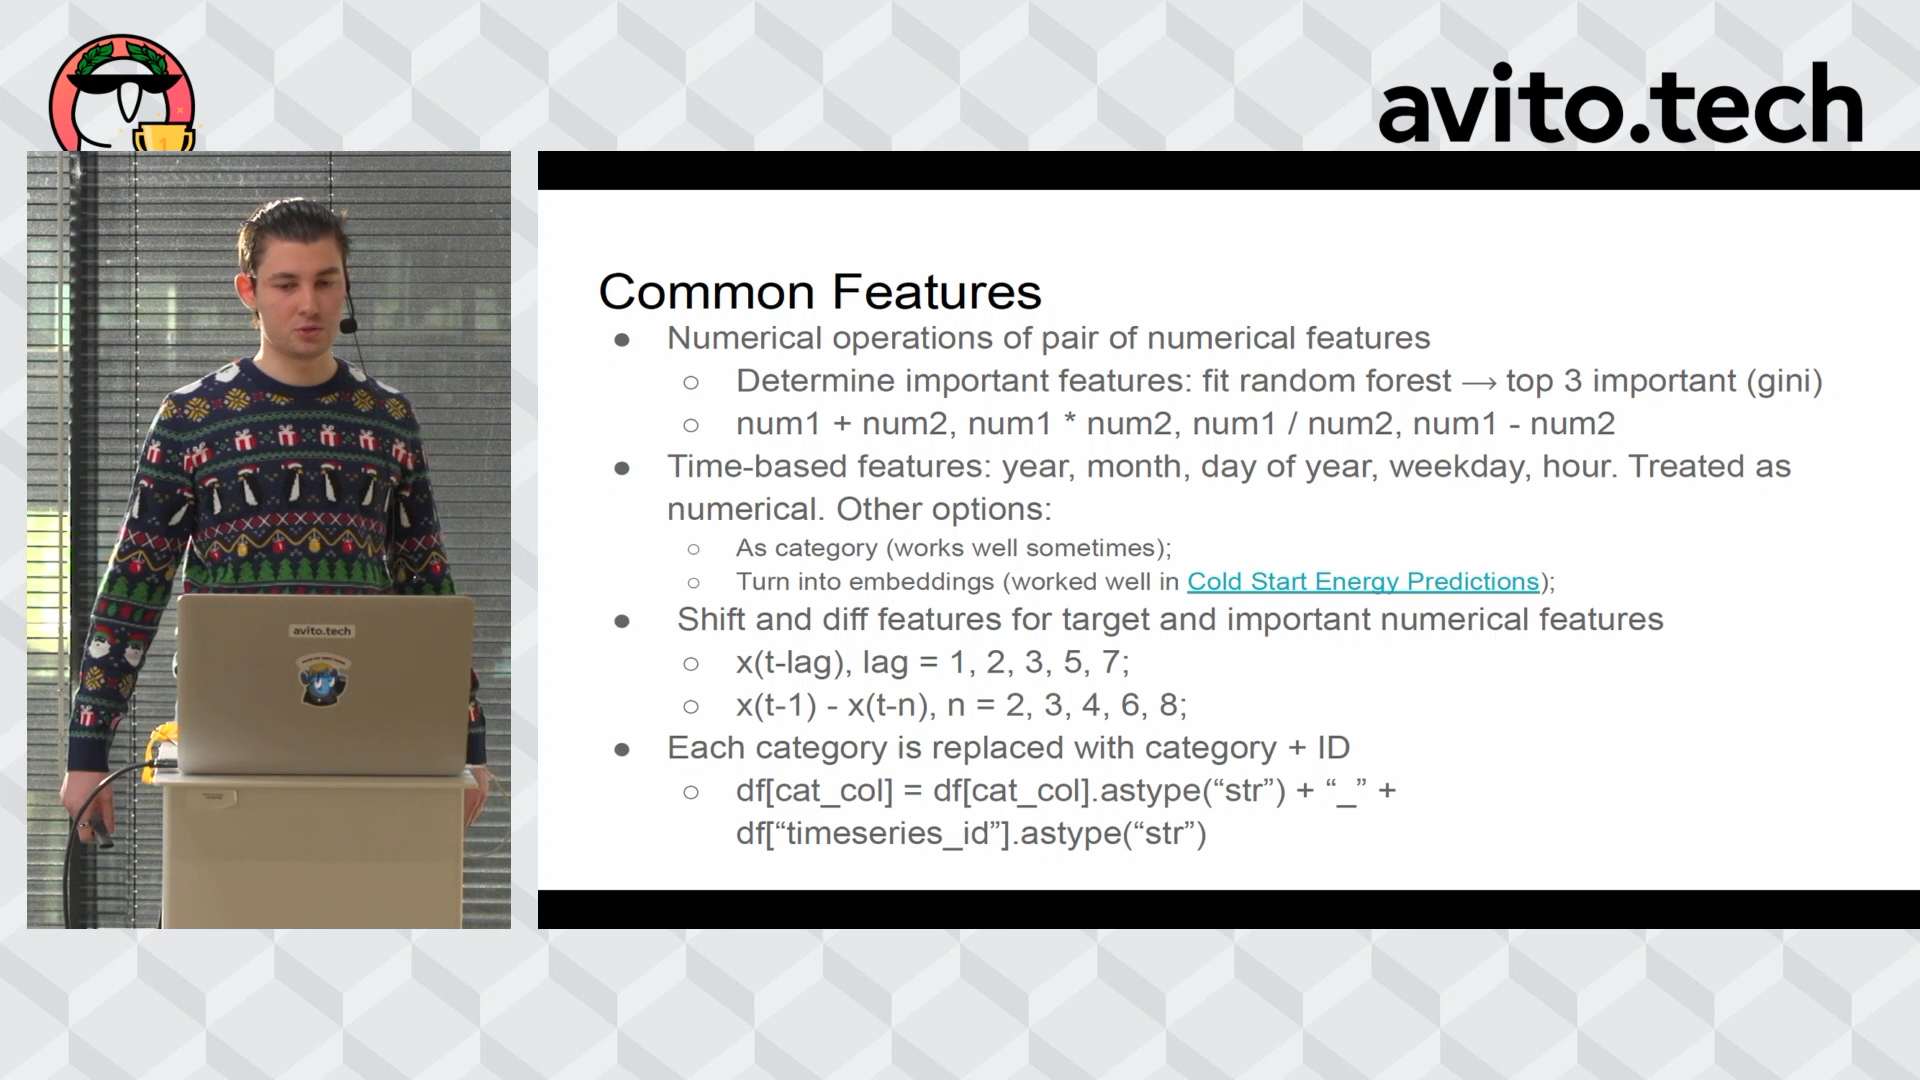 avito.tech
1
avito.tech
Common Features
● Numerical operations of pair of numerical features
○ Determine important features: fit random forest ⟶ top 3 important (gini)
○ num1 + num2, num1 * num2, num1 / num2, num1 - num2
● Time-based features: year, month, day of year, weekday, hour. Treated as
numerical. Other options:
○ As category (works well sometimes);
○ Turn into embeddings (worked well in Cold Start Energy Predictions);
● Shift and diff features for target and important numerical features
○ x(t-lag), lag = 1, 2, 3, 5, 7;
○ x(t-1) - x(t-n), n = 2, 3, 4, 6, 8;
● Each category is replaced with category + ID
○ df[cat_col] = df[cat_col].astype(“str”) + “_” +
df[“timeseries_id”].astype(“str”)